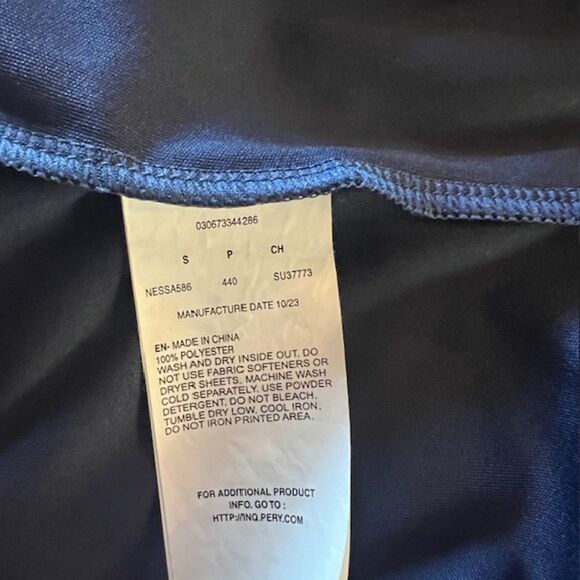 030673344286
S P CH
NESSA586 440 SU37773
MANUFACTURE DATE 10/23
EN- MADE IN CHINA
100% POLYESTER
WASH AND DRY INSIDE OUT. DO
NOT USE FABRIC SOFTENERS OR
DRYER SHEETS. MACHINE WASH
COLD SEPARATELY. USE POWDER
DETERGENT. DO NOT BLEACH.
TUMBLE DRY LOW. COOL IRON.
DO NOT IRON PRINTED AREA.
FOR ADDITIONAL PRODUCT
INFO. GO TO :
HTTP://INQ.PERY.COM